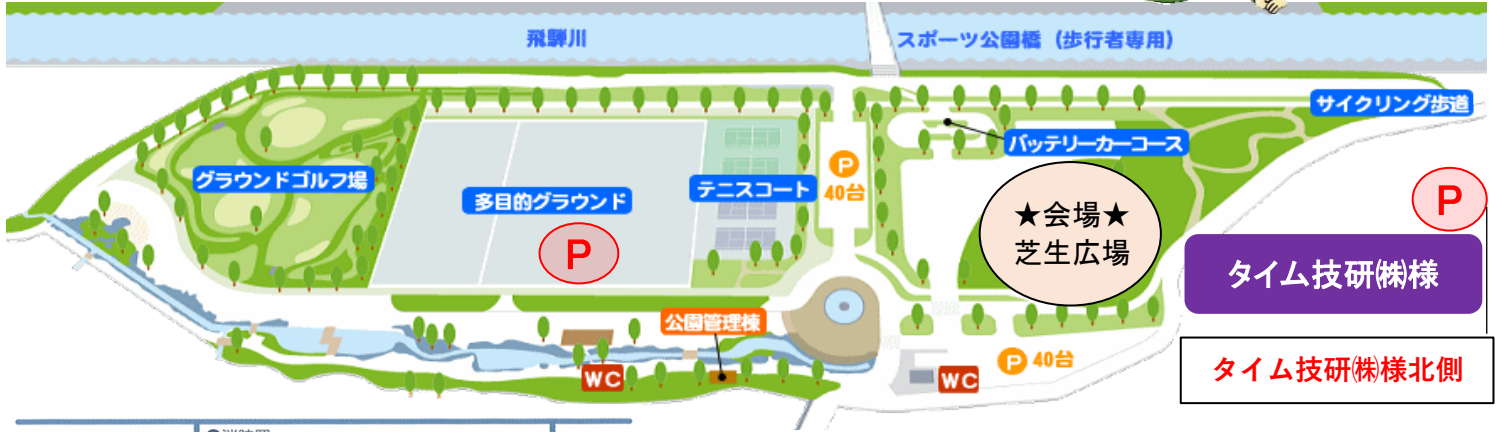 飛騨川
スポーツ公園橋（歩行者専用）
サイクリング歩道
バッテリーカーコース
グラウンドゴルフ場
多目的グラウンド
テニスコート
P
40台
P
P
★会場★
芝生広場
タイム技研㈱様
タイム技研㈱様北側
公園管理棟
WC
WC
P 40台